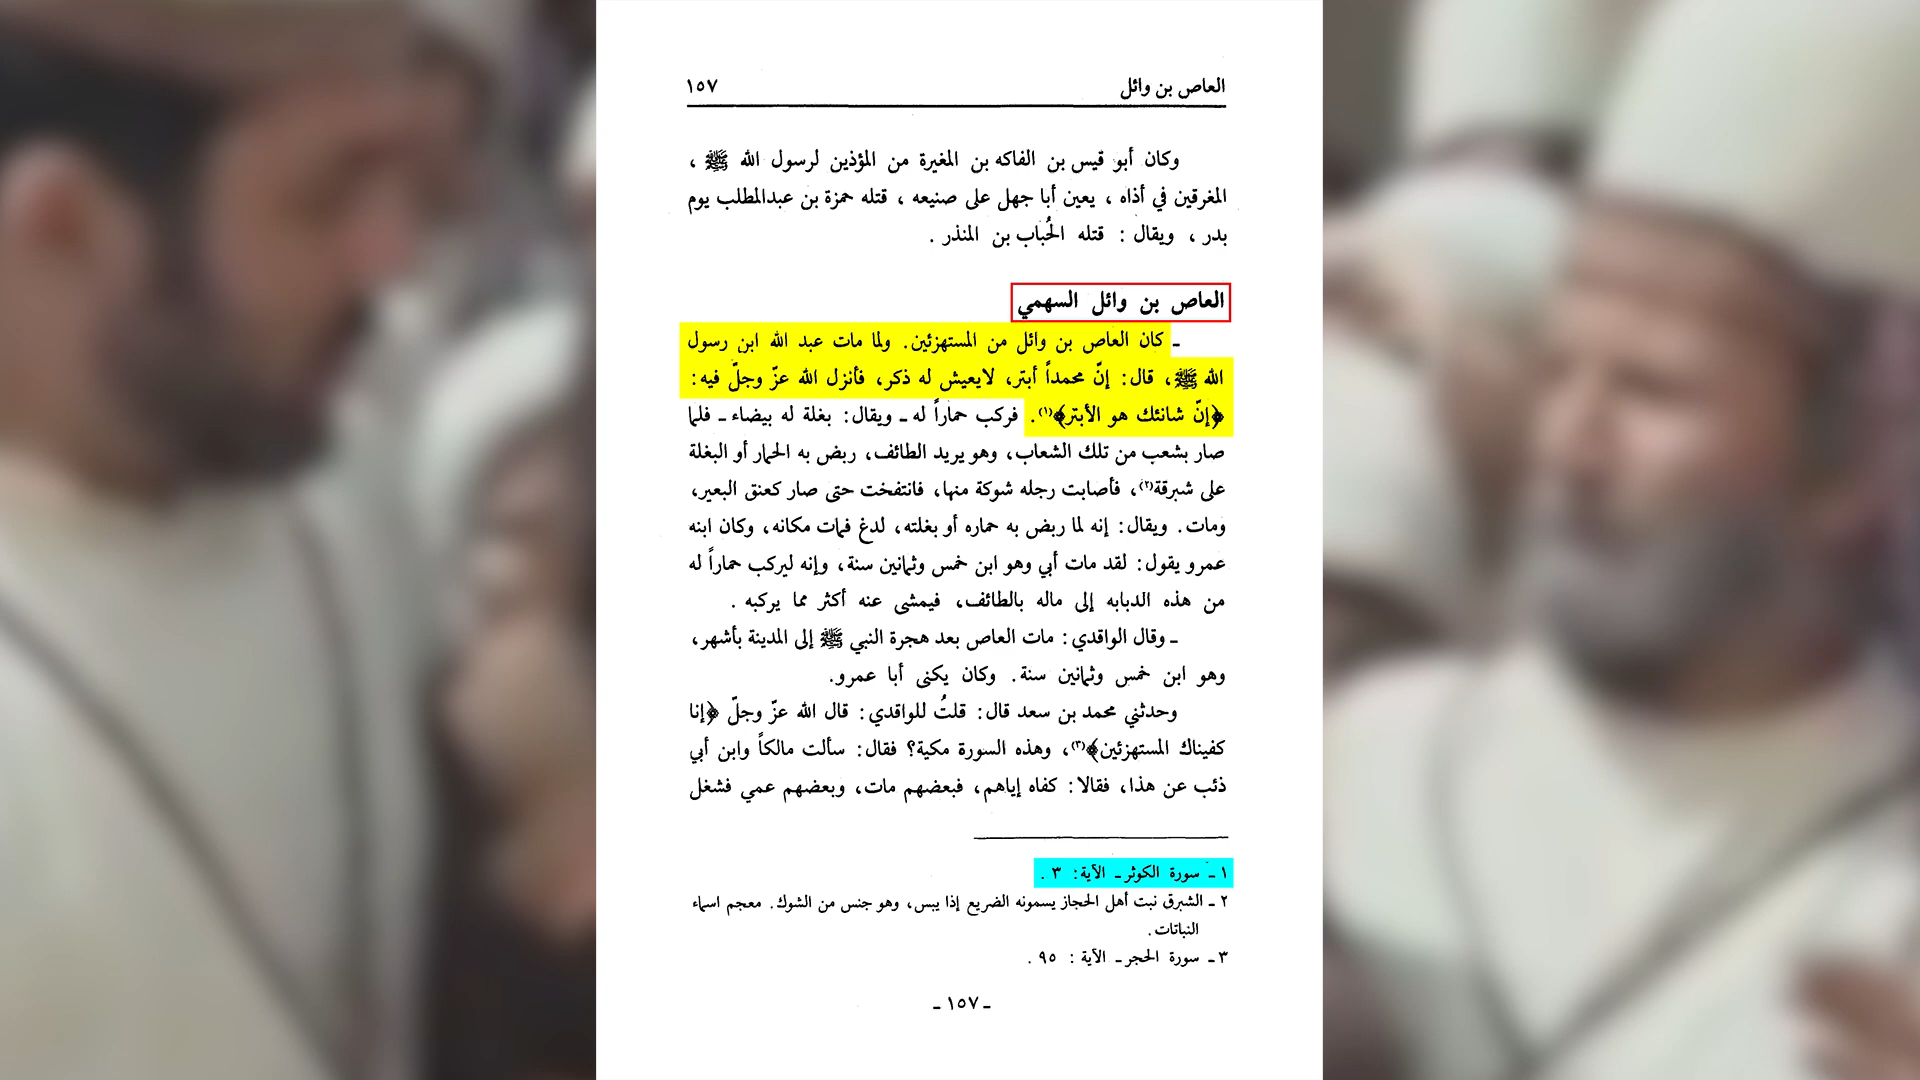 العاص بن وائل ١٥٧
وكان أبو قيس بن الفاكه بن المغيرة من المؤذين لرسول الله ﷺ ،
المغرقين في أذاه ، يعين أبا جهل على صنيعه ، قتله حمزة بن عبدالمطلب يوم
بدر ، ويقال : قتله الحُباب بن المنذر .
العاص بن وائل السهمي
ـ كان العاص بن وائل من المستهزئين. ولما مات عبد الله ابن رسول
الله ﷺ، قال: إنّ محمداً أبتر، لايعيش له ذكر، فأنزل الله عزّ وجلّ فيه:
﴿إنّ شانئك هو الأبتر﴾(١). فركب حماراً له ـ ويقال: بغلة له بيضاء ـ فلما
صار بشعب من تلك الشعاب، وهو يريد الطائف، ربض به الحمار أو البغلة
على شبرقة(٢)، فأصابت رجله شوكة منها، فانتفخت حتى صار كعنق البعير،
ومات. ويقال: إنه لما ربض به حماره أو بغلته، لدغ فمات مكانه، وكان ابنه
عمرو يقول: لقد مات أبي وهو ابن خمس وثمانين سنة، وإنه ليركب حماراً له
من هذه الدبابه إلى ماله بالطائف، فيمشى عنه أكثر مما يركبه .
ـ وقال الواقدي: مات العاص بعد هجرة النبي ﷺ إلى المدينة بأشهر،
وهو ابن خمس وثمانين سنة. وكان يكنى أبا عمرو.
وحدثني محمد بن سعد قال: قلتُ للواقدي: قال الله عزّ وجلّ ﴿إنا
كفيناك المستهزئين﴾(٣)، وهذه السورة مكية؟ فقال: سألت مالكاً وابن أبي
ذئب عن هذا، فقالا: كفاه إياهم، فبعضهم مات، وبعضهم عمي فشغل
١ ـ سورة الكوثر ـ الآية: ٣ .
٢ ـ الشبرق نبت أهل الحجاز يسمونه الضريع إذا يبس، وهو جنس من الشوك. معجم اسماء
النباتات.
٣ ـ سورة الحجر ـ الآية : ٩٥ .
ـ ١٥٧ ـ